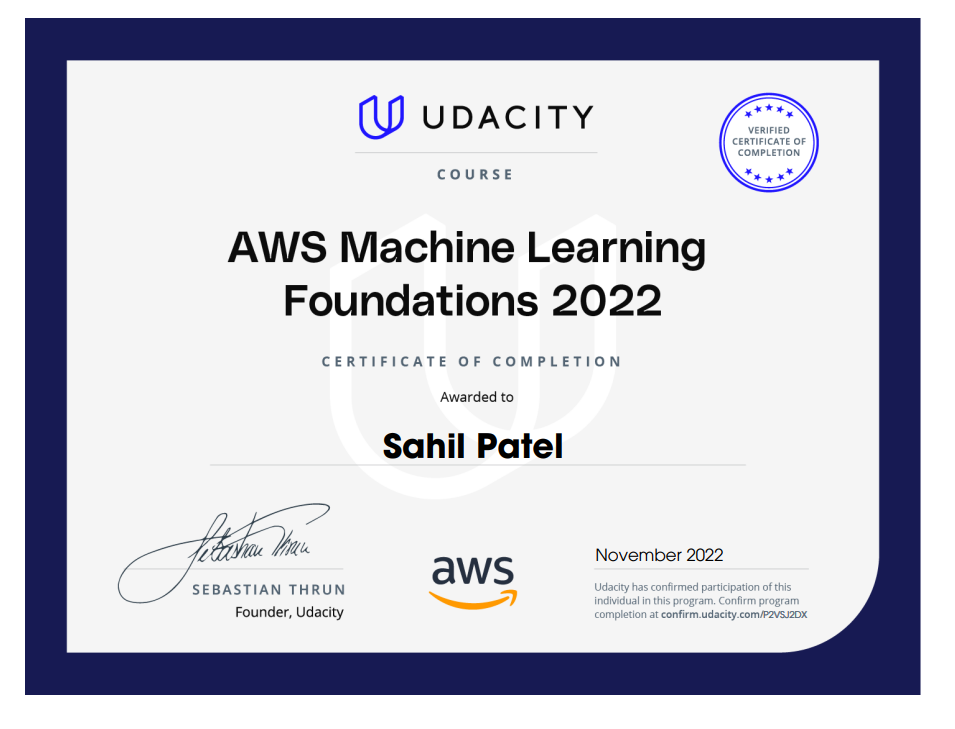 UDACITY
COURSE
VERIFIED
CERTIFICATE OF
COMPLETION
AWS Machine Learning
Foundations 2022
CERTIFICATE OF COMPLETION
Awarded to
Sahil Patel
Sebastian Thrun
SEBASTIAN THRUN
Founder, Udacity
aws
November 2022
Udacity has confirmed participation of this
individual in this program. Confirm program
completion at confirm.udacity.com/P2VSJ2DX